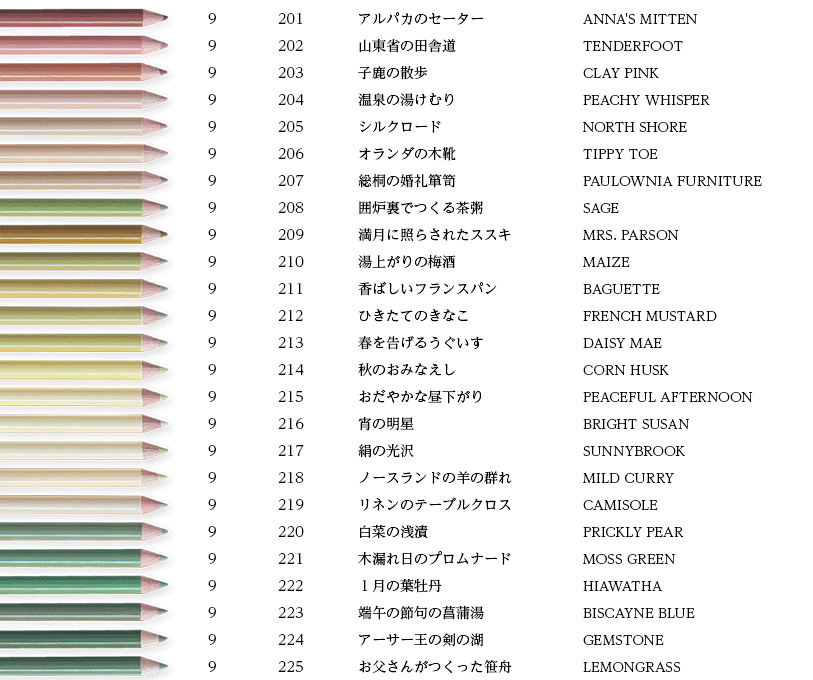 9 201 アルパカのセーター ANNA'S MITTEN
9 202 山東省の田舎道 TENDERFOOT
9 203 子鹿の散歩 CLAY PINK
9 204 温泉の湯けむり PEACHY WHISPER
9 205 シルクロード NORTH SHORE
9 206 オランダの木靴 TIPPY TOE
9 207 総桐の婚礼箪笥 PAULOWNIA FURNITURE
9 208 囲炉裏でつくる茶粥 SAGE
9 209 満月に照らされたススキ MRS. PARSON
9 210 湯上がりの梅酒 MAIZE
9 211 香ばしいフランスパン BAGUETTE
9 212 ひきたてのきなこ FRENCH MUSTARD
9 213 春を告げるうぐいす DAISY MAE
9 214 秋のおみなえし CORN HUSK
9 215 おだやかな昼下がり PEACEFUL AFTERNOON
9 216 宵の明星 BRIGHT SUSAN
9 217 絹の光沢 SUNNYBROOK
9 218 ノースランドの羊の群れ MILD CURRY
9 219 リネンのテーブルクロス CAMISOLE
9 220 白菜の浅漬 PRICKLY PEAR
9 221 木漏れ日のプロムナード MOSS GREEN
9 222 １月の葉牡丹 HIAWATHA
9 223 端午の節句の菖蒲湯 BISCAYNE BLUE
9 224 アーサー王の剣の湖 GEMSTONE
9 225 お父さんがつくった笹舟 LEMONGRASS